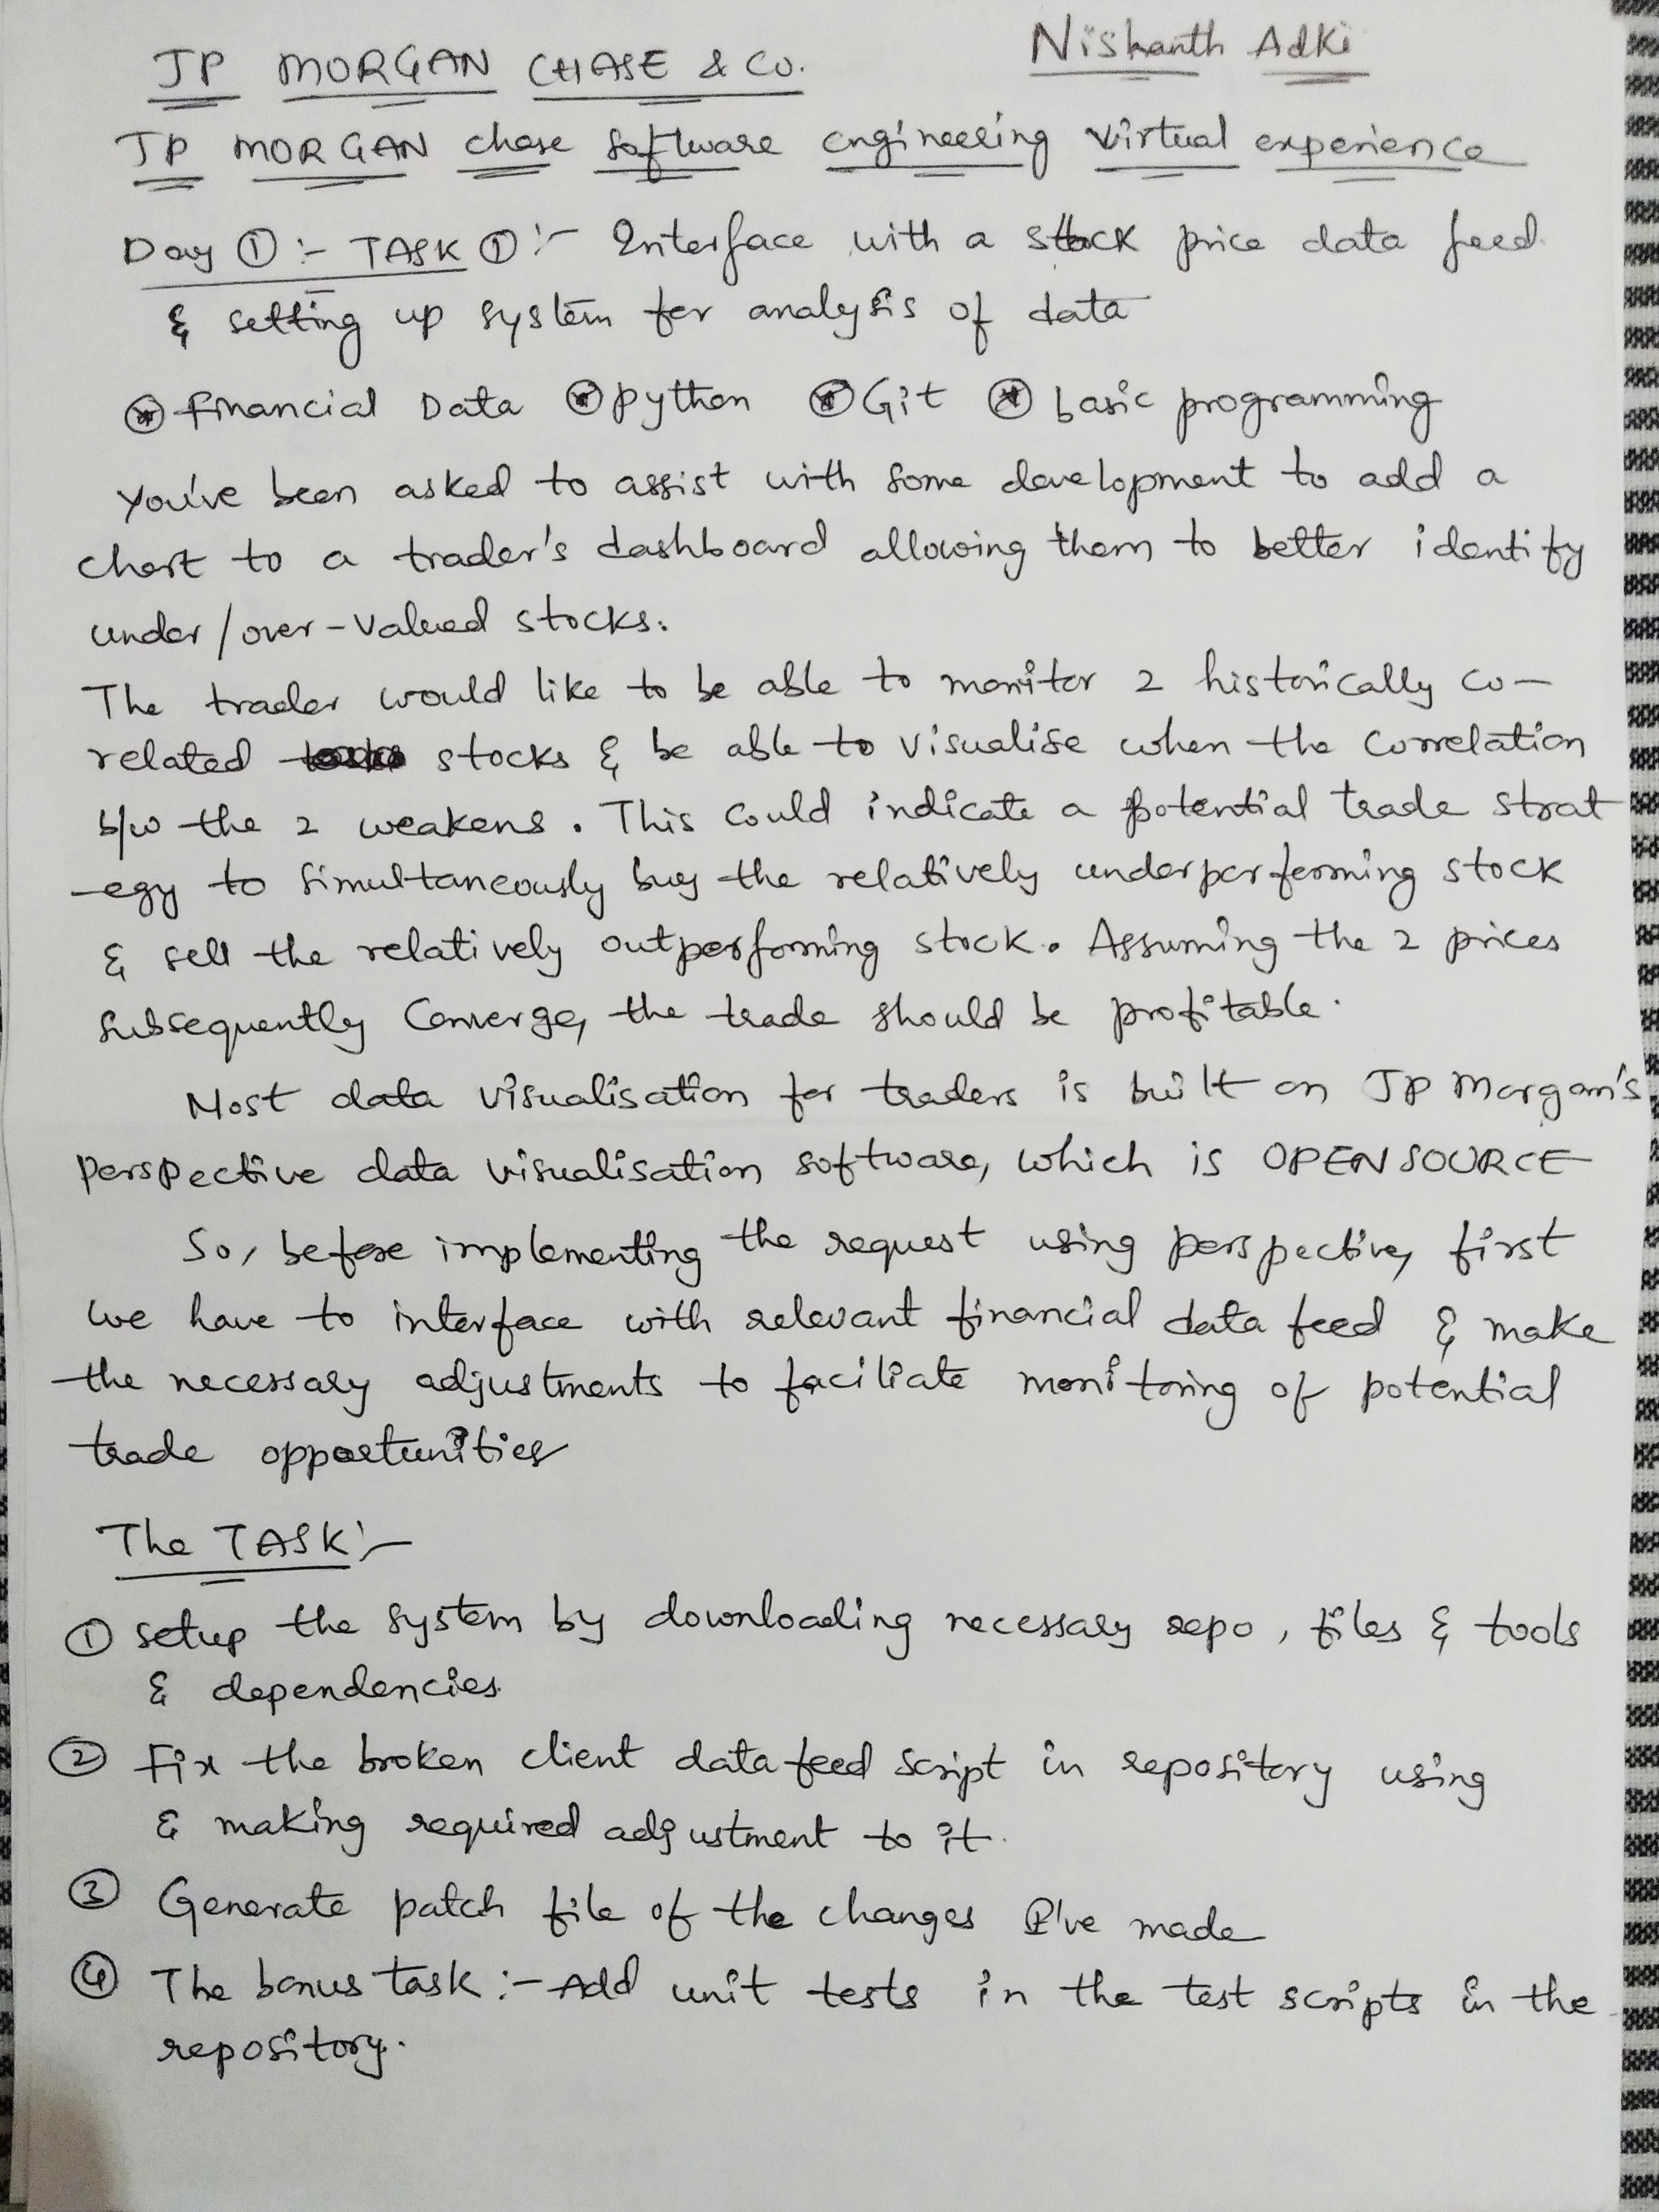 JP MORGAN CHASE & CO. Nishanth Adki
JP MORGAN chase software engineering virtual experience
Day ① :- TASK ① :- Interface with a stock price data feed
& setting up system for analysis of data
⊛ financial Data ⊛ python ⊛ Git ⊛ basic programming
You've been asked to assist with some development to add a
chart to a trader's dashboard allowing them to better identify
under/over-valued stocks.
The trader would like to be able to monitor 2 historically co-
related stocks & be able to visualise when the correlation
b/w the 2 weakens. This could indicate a potential trade strat
-egy to simultaneously buy the relatively underperforming stock
& sell the relatively outperforming stock. Assuming the 2 prices
subsequently converge, the trade should be profitable.
Most data visualisation for traders is built on JP Morgan's
perspective data visualisation software, which is OPEN SOURCE
So, before implementing the request using perspective, first
we have to interface with relevant financial data feed & make
the necessary adjustments to faciliate monitoring of potential
trade opportunities
The TASK :-
① setup the system by downloading necessary repo, files & tools
& dependencies.
② Fix the broken client datafeed script in repository using
& making required adjustment to it.
③ Generate patch file of the changes I've made
④ The bonus task :- Add unit tests in the test scripts in the
repository.